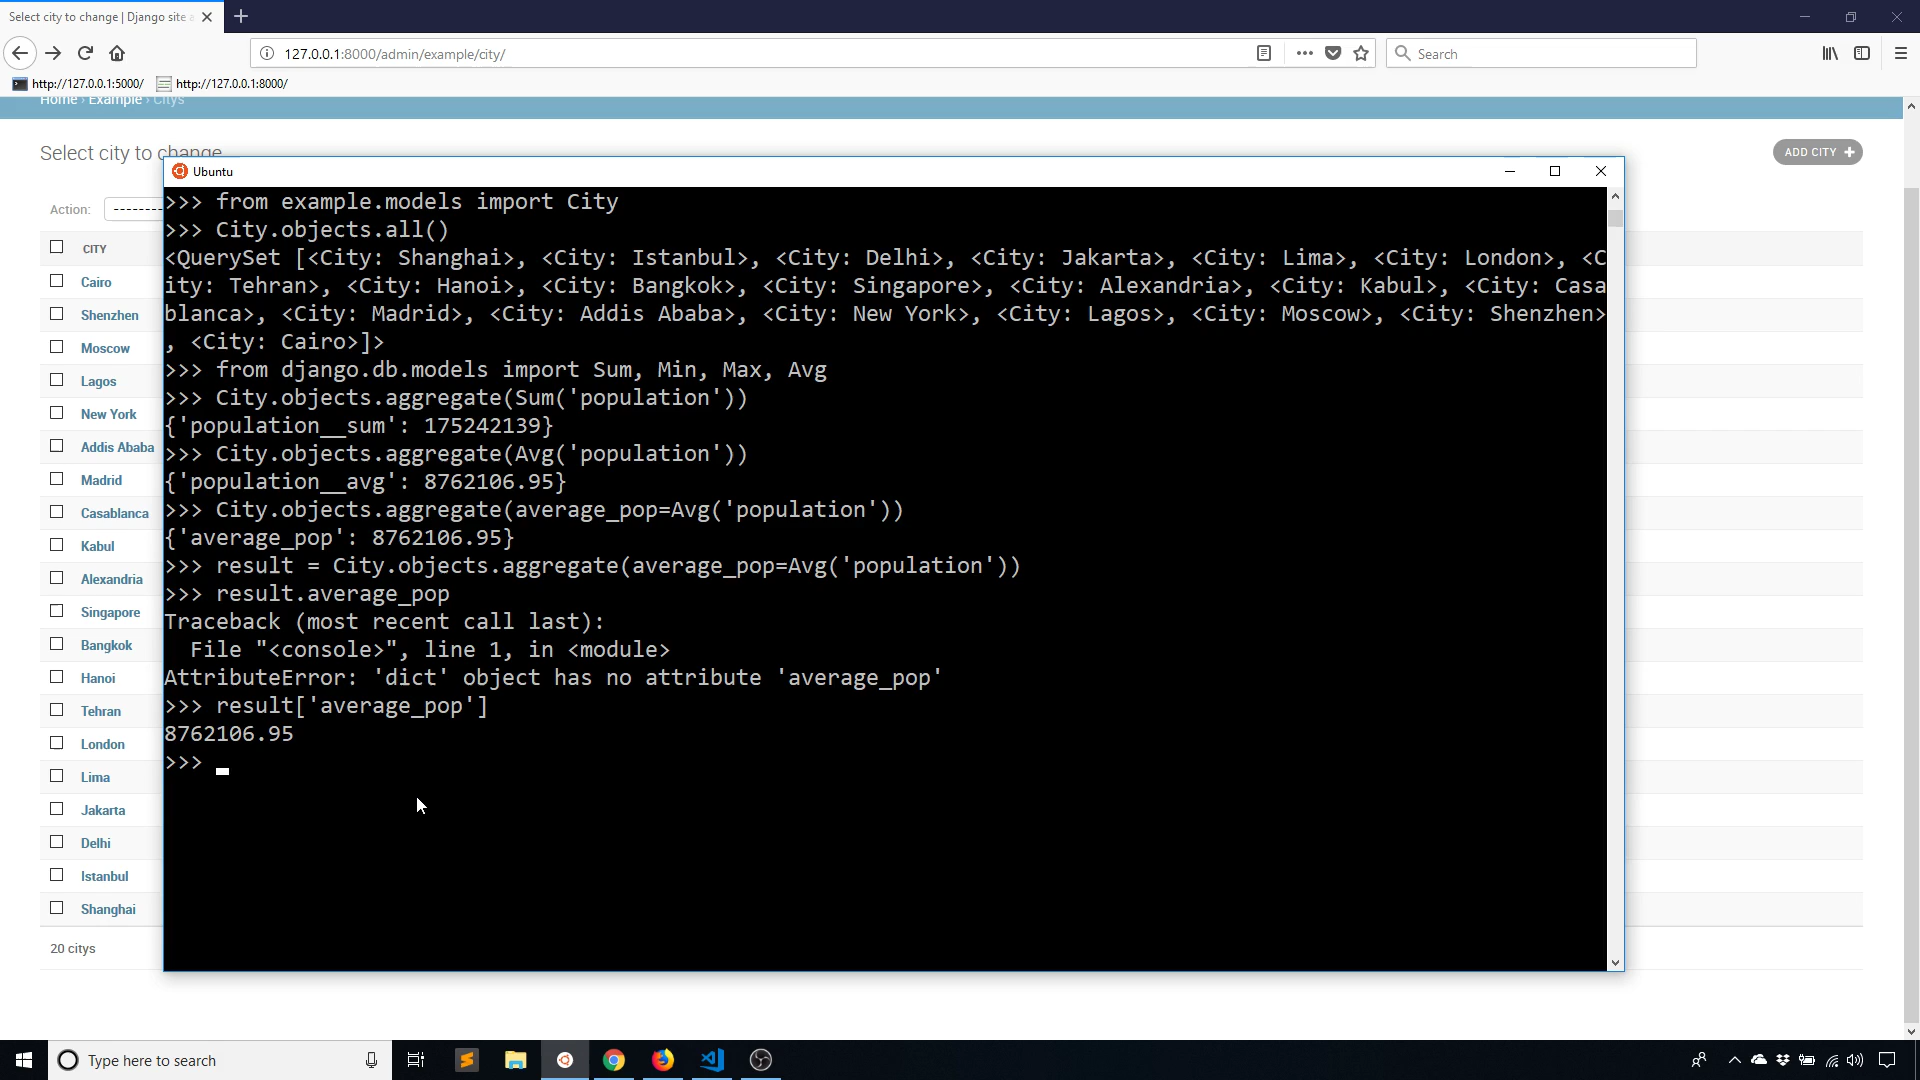 Select city to change | Django site a
127.0.0.1:8000/admin/example/city/
Search
http://127.0.0.1:5000/
http://127.0.0.1:8000/
Home › Example › Citys
Select city to change
ADD CITY
Ubuntu
>>> from example.models import City
>>> City.objects.all()
<QuerySet [<City: Shanghai>, <City: Istanbul>, <City: Delhi>, <City: Jakarta>, <City: Lima>, <City: London>, <C
ity: Tehran>, <City: Hanoi>, <City: Bangkok>, <City: Singapore>, <City: Alexandria>, <City: Kabul>, <City: Casa
blanca>, <City: Madrid>, <City: Addis Ababa>, <City: New York>, <City: Lagos>, <City: Moscow>, <City: Shenzhen>
, <City: Cairo>]>
>>> from django.db.models import Sum, Min, Max, Avg
>>> City.objects.aggregate(Sum('population'))
{'population__sum': 175242139}
>>> City.objects.aggregate(Avg('population'))
{'population__avg': 8762106.95}
>>> City.objects.aggregate(average_pop=Avg('population'))
{'average_pop': 8762106.95}
>>> result = City.objects.aggregate(average_pop=Avg('population'))
>>> result.average_pop
Traceback (most recent call last):
  File "<console>", line 1, in <module>
AttributeError: 'dict' object has no attribute 'average_pop'
>>> result['average_pop']
8762106.95
>>>
Action: -------
CITY
Cairo
Shenzhen
Moscow
Lagos
New York
Addis Ababa
Madrid
Casablanca
Kabul
Alexandria
Singapore
Bangkok
Hanoi
Tehran
London
Lima
Jakarta
Delhi
Istanbul
Shanghai
20 citys
Type here to search